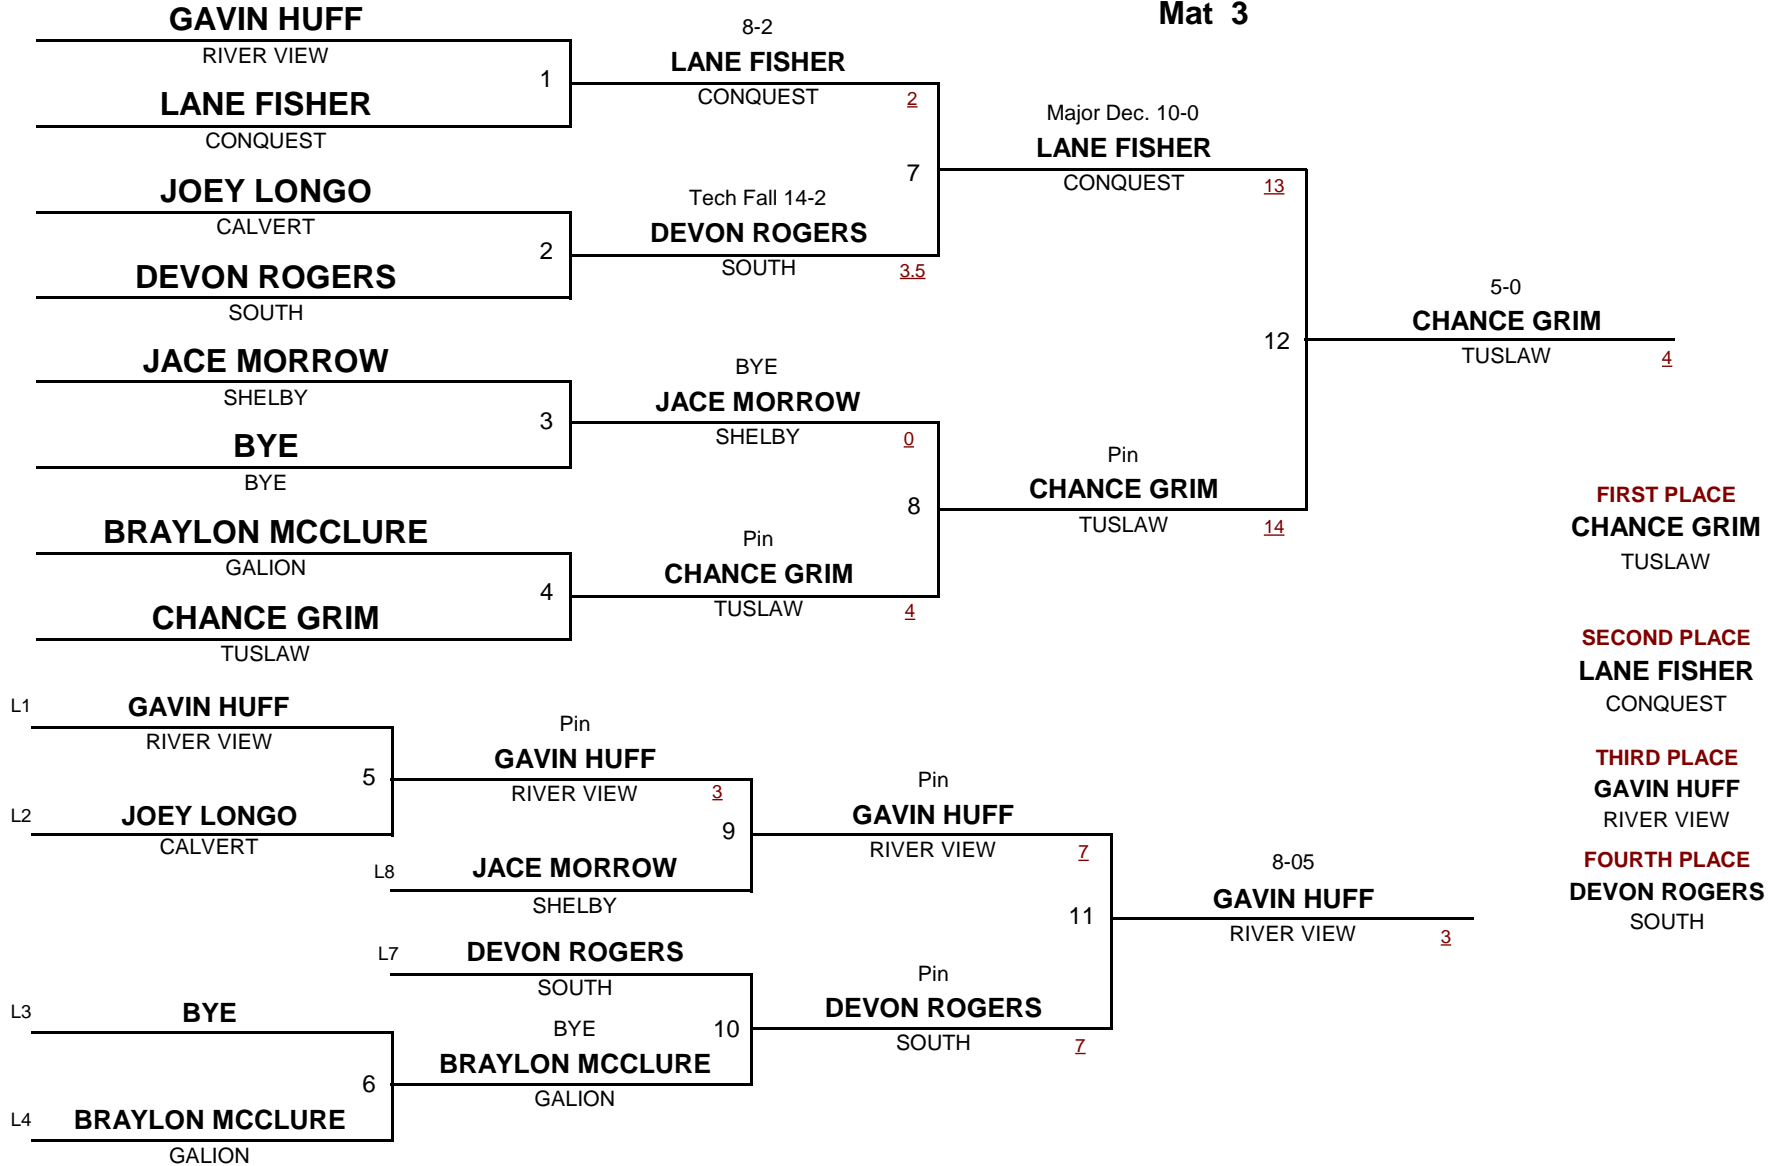 Mat 3
GAVIN HUFF
RIVER VIEW
1
LANE FISHER
CONQUEST
JOEY LONGO
CALVERT
2
DEVON ROGERS
SOUTH
JACE MORROW
SHELBY
3
BYE
BYE
BRAYLON MCCLURE
GALION
4
CHANCE GRIM
TUSLAW
8-2
LANE FISHER
CONQUEST 2
7
Tech Fall 14-2
DEVON ROGERS
SOUTH 3.5
BYE
JACE MORROW
SHELBY 0
8
Pin
CHANCE GRIM
TUSLAW 4
Major Dec. 10-0
LANE FISHER
CONQUEST 13
12
Pin
CHANCE GRIM
TUSLAW 14
5-0
CHANCE GRIM
TUSLAW 4
FIRST PLACE
CHANCE GRIM
TUSLAW
SECOND PLACE
LANE FISHER
CONQUEST
THIRD PLACE
GAVIN HUFF
RIVER VIEW
FOURTH PLACE
DEVON ROGERS
SOUTH
L1 GAVIN HUFF
RIVER VIEW
5
L2 JOEY LONGO
CALVERT
L3 BYE
6
L4 BRAYLON MCCLURE
GALION
Pin
GAVIN HUFF
RIVER VIEW 3
9
L8 JACE MORROW
SHELBY
L7 DEVON ROGERS
SOUTH
10
BYE
BRAYLON MCCLURE
GALION
Pin
GAVIN HUFF
RIVER VIEW 7
11
Pin
DEVON ROGERS
SOUTH 7
8-05
GAVIN HUFF
RIVER VIEW 3